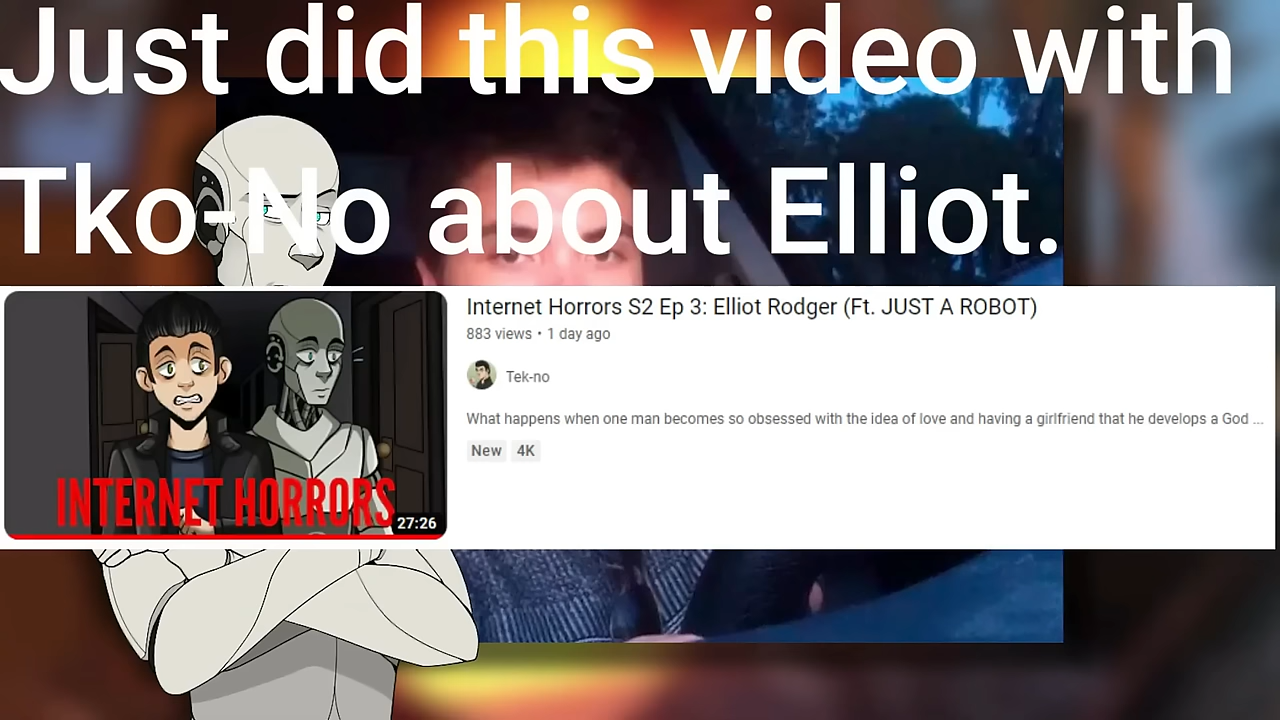 Just did this video with
Tko-No about Elliot.
Internet Horrors S2 Ep 3: Elliot Rodger (Ft. JUST A ROBOT)
883 views • 1 day ago
Tek-no
What happens when one man becomes so obsessed with the idea of love and having a girlfriend that he develops a God ...
New 4K
INTERNET HORRORS
27:26